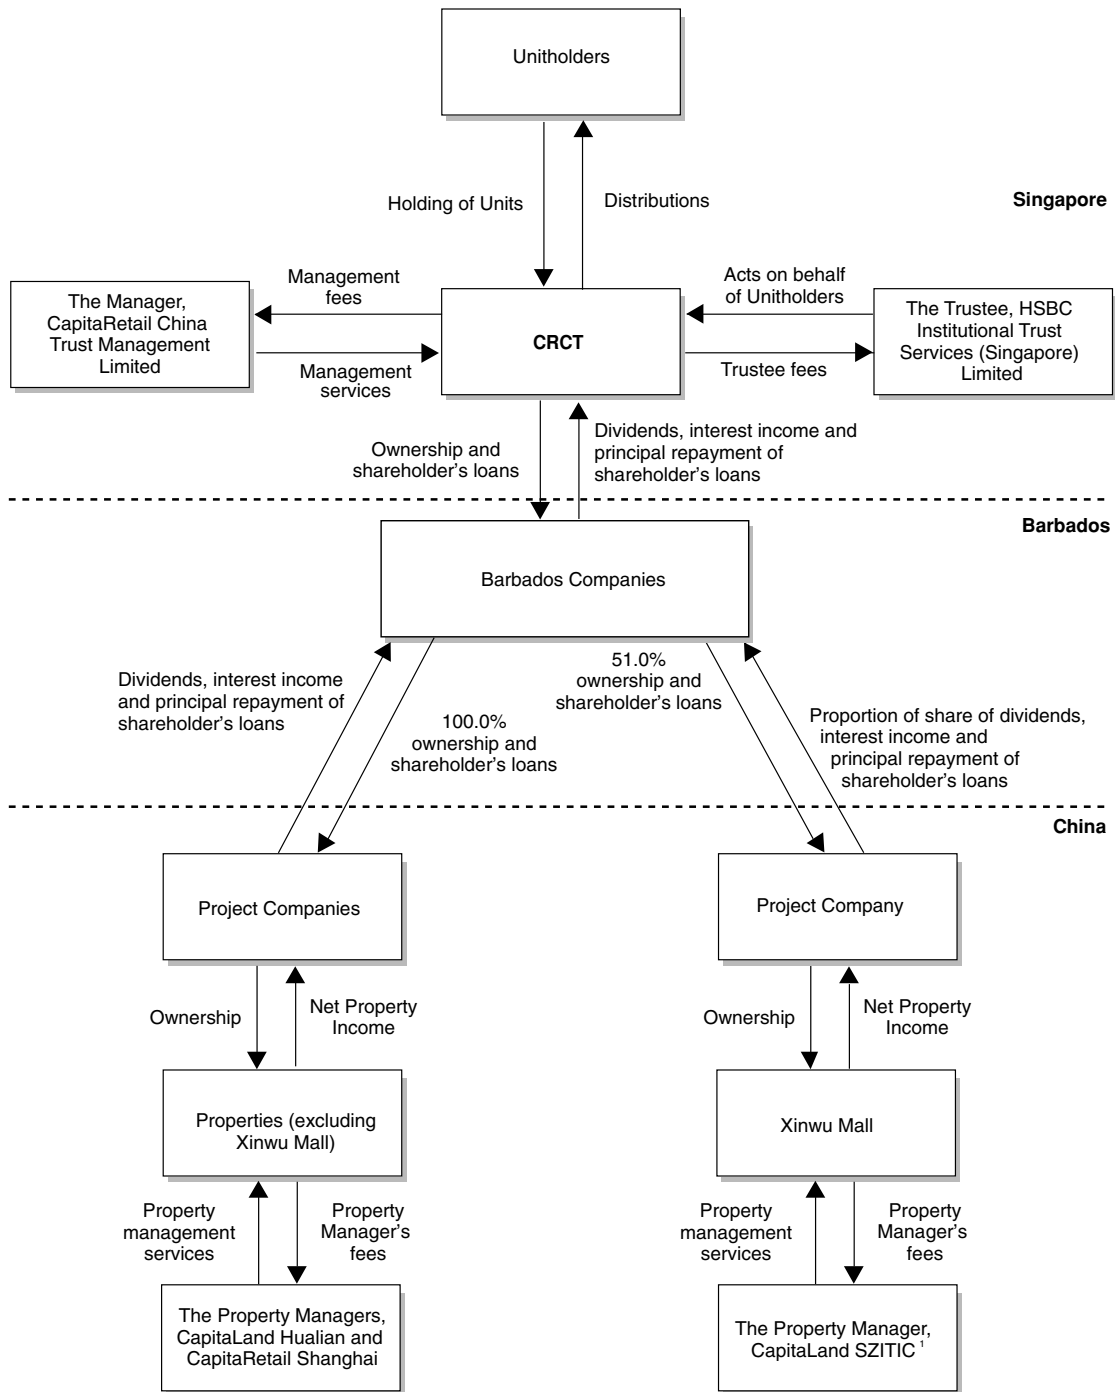 Unitholders
Holding of Units
Distributions
Singapore
Management
fees
Acts on behalf
of Unitholders
The Manager,
CapitaRetail China
Trust Management
Limited
CRCT
The Trustee, HSBC
Institutional Trust
Services (Singapore)
Limited
Management
services
Trustee fees
Ownership and
shareholder's loans
Dividends, interest income and
principal repayment of
shareholder's loans
Barbados
Barbados Companies
Dividends, interest income
and principal repayment of
shareholder's loans
100.0%
ownership and
shareholder's loans
51.0%
ownership and
shareholder's loans
Proportion of share of dividends,
interest income and
principal repayment of
shareholder's loans
China
Project Companies
Project Company
Ownership
Net Property
Income
Ownership
Net Property
Income
Properties (excluding
Xinwu Mall)
Xinwu Mall
Property
management
services
Property
Manager's
fees
Property
management
services
Property
Manager's
fees
The Property Managers,
CapitaLand Hualian and
CapitaRetail Shanghai
The Property Manager,
CapitaLand SZITIC 1